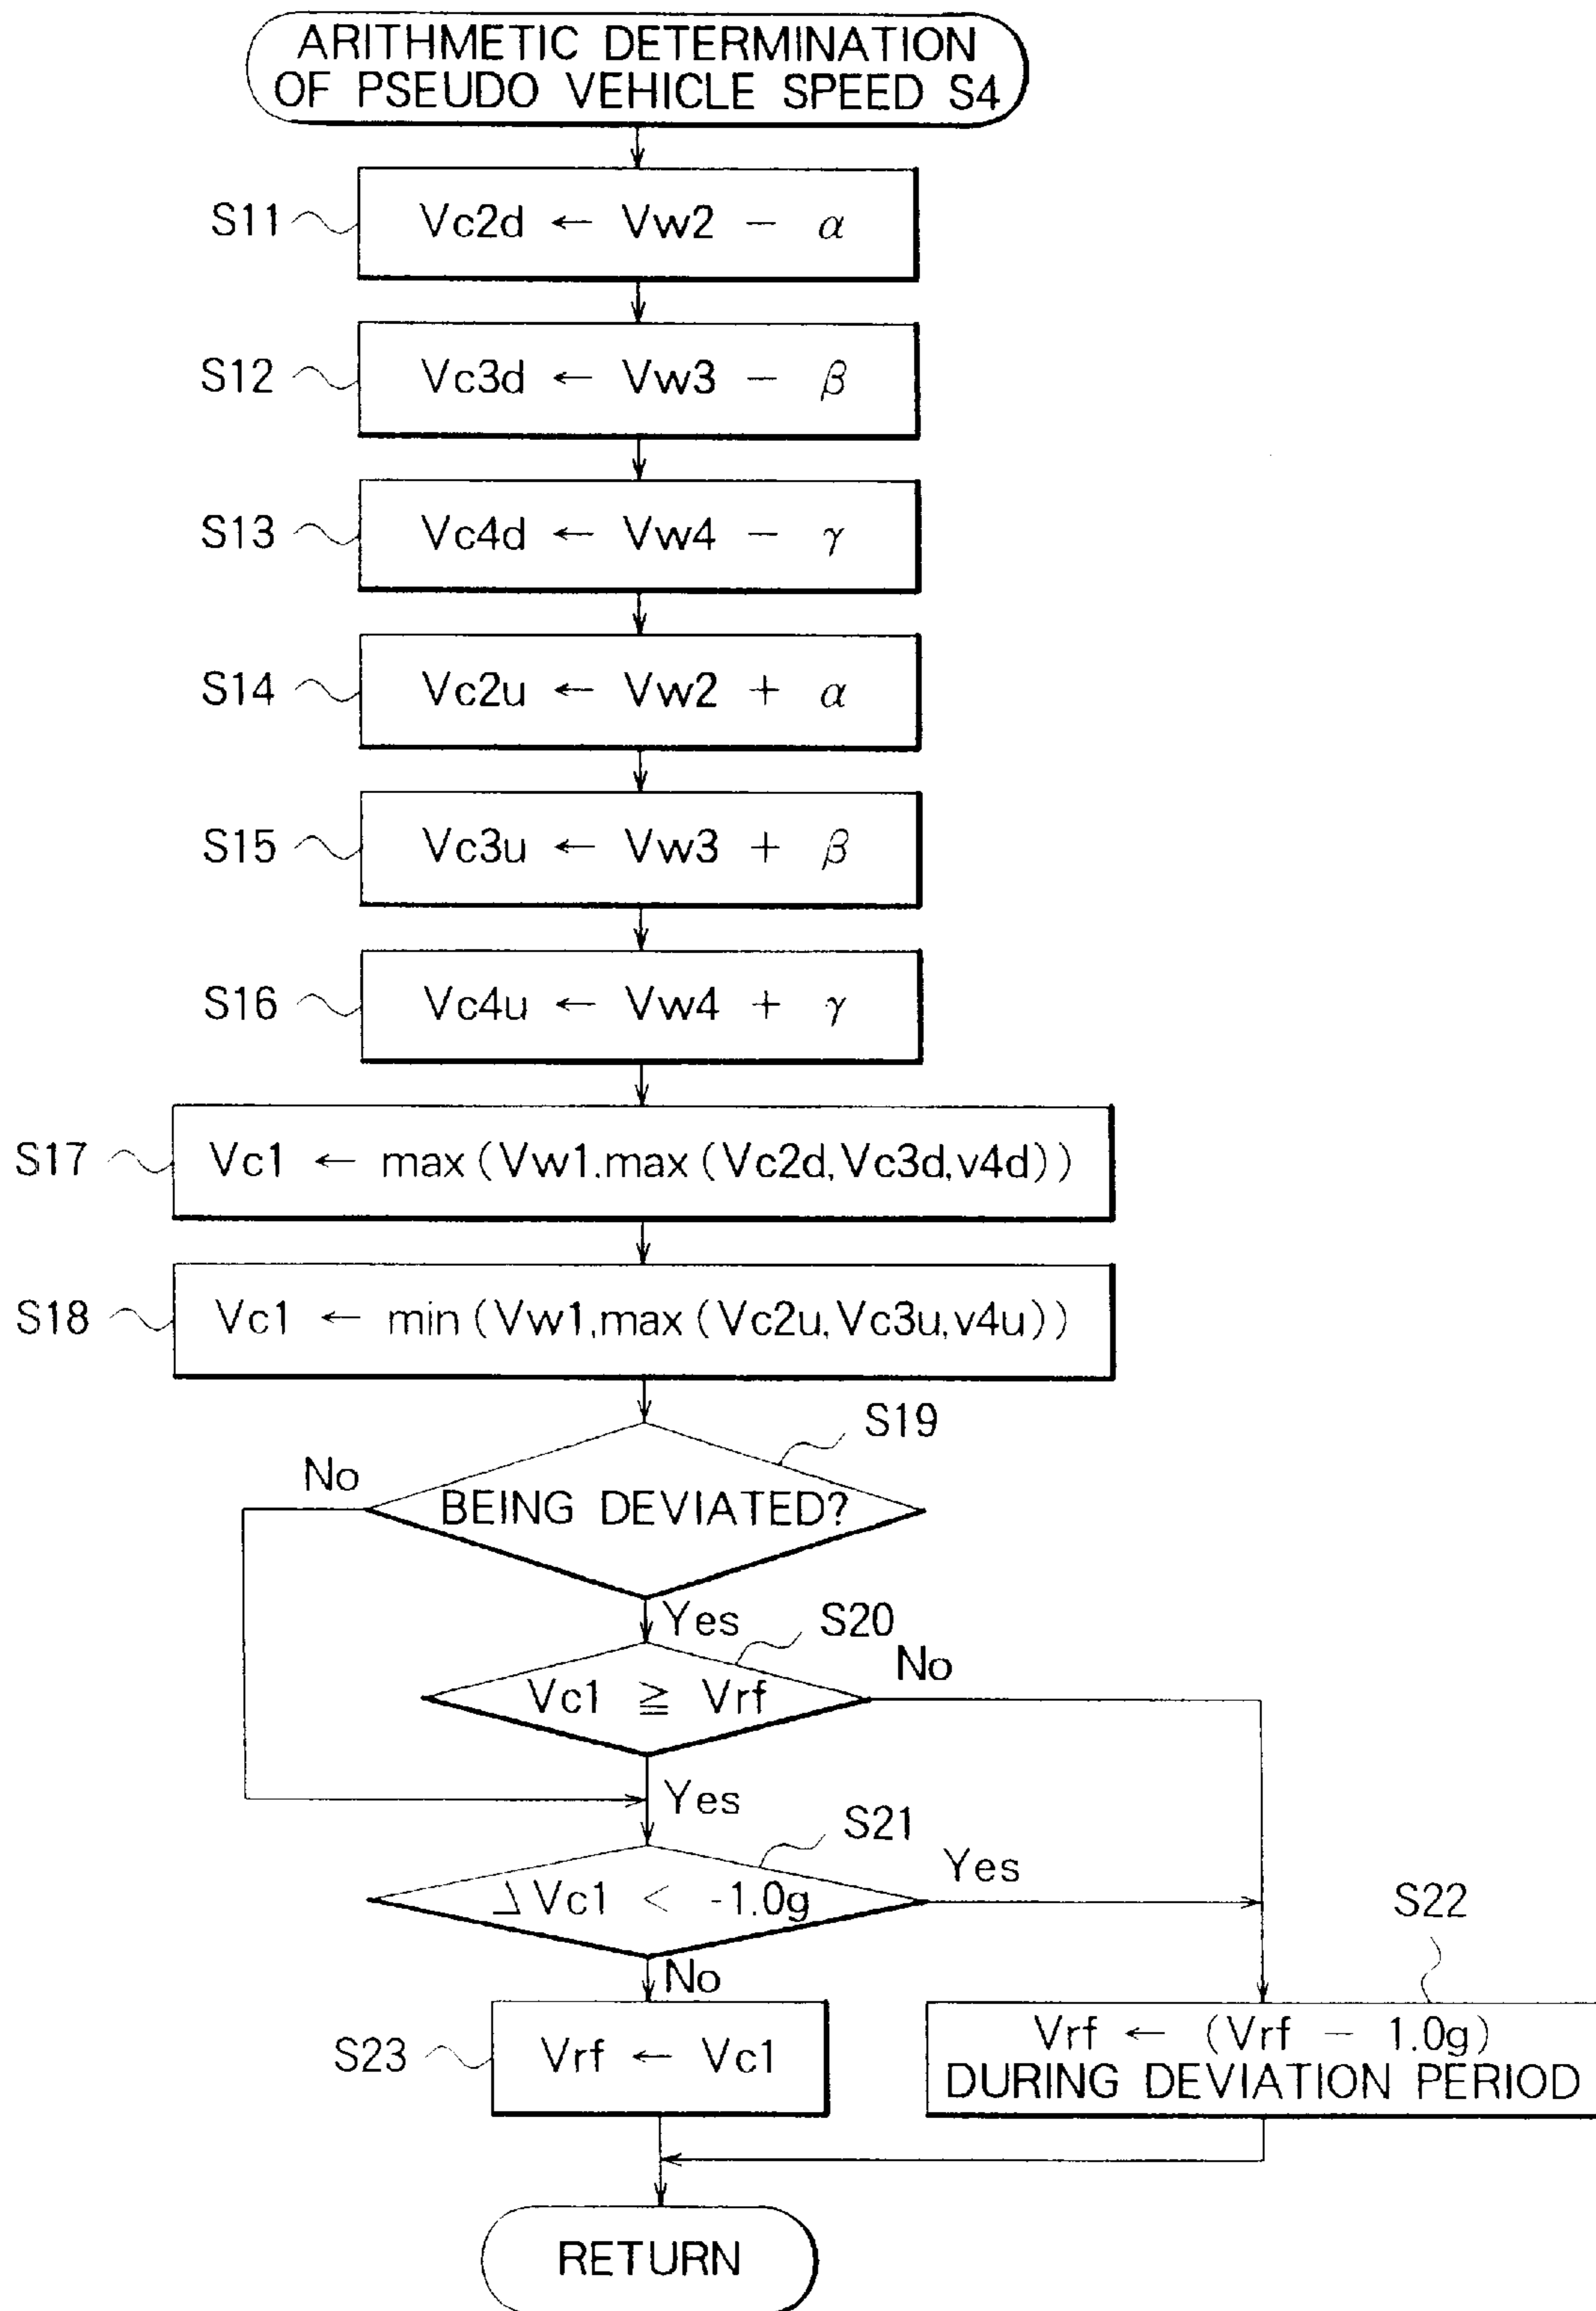 ARITHMETIC DETERMINATION
OF PSEUDO VEHICLE SPEED S4
S11
Vc2d ← Vw2 − α
S12
Vc3d ← Vw3 − β
S13
Vc4d ← Vw4 − γ
S14
Vc2u ← Vw2 + α
S15
Vc3u ← Vw3 + β
S16
Vc4u ← Vw4 + γ
S17
Vc1 ← max(Vw1.max(Vc2d,Vc3d,v4d))
S18
Vc1 ← min(Vw1,max(Vc2u,Vc3u,v4u))
S19
No
BEING DEVIATED?
Yes
S20
No
Vc1 ≧ Vrf
Yes
S21
Yes
ΔVc1 < -1.0g
S22
No
S23
Vrf ← Vc1
Vrf ← (Vrf − 1.0g)
DURING DEVIATION PERIOD
RETURN